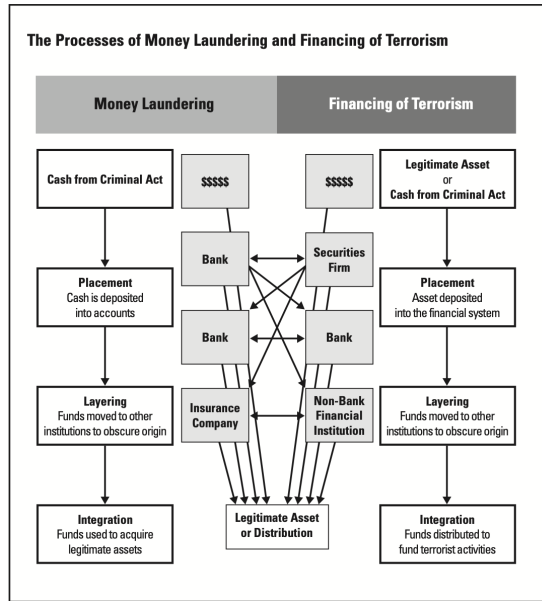 The Processes of Money Laundering and Financing of Terrorism
Money Laundering
Financing of Terrorism
Cash from Criminal Act
$$$$$
$$$$$
Legitimate Asset
or
Cash from Criminal Act
Bank
Securities
Firm
Placement
Cash is deposited
into accounts
Placement
Asset deposited
into the financial system
Bank
Bank
Layering
Funds moved to other
institutions to obscure origin
Insurance
Company
Non-Bank
Financial
Institution
Layering
Funds moved to other
institutions to obscure origin
Integration
Funds used to acquire
legitimate assets
Legitimate Asset
or Distribution
Integration
Funds distributed to
fund terrorist activities